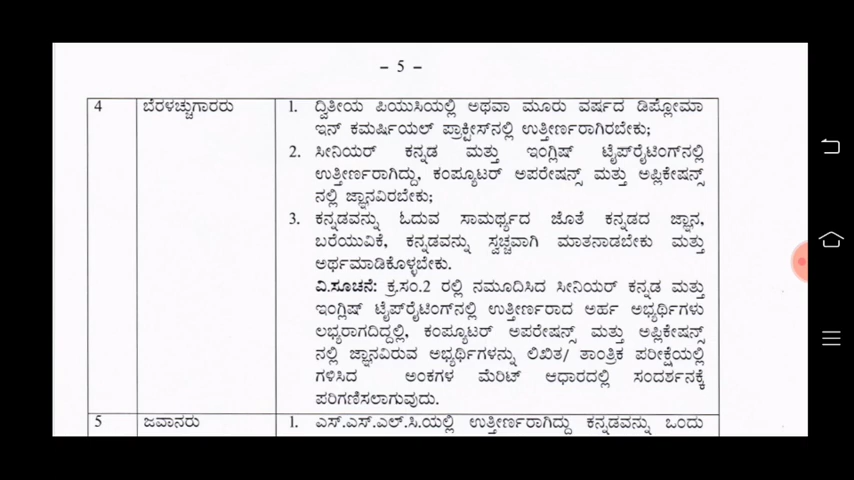 – 5 –
4 ಬೆರಳಚ್ಚುಗಾರರು 1. ದ್ವಿತೀಯ ಪಿಯುಸಿಯಲ್ಲಿ ಅಥವಾ ಮೂರು ವರ್ಷದ ಡಿಪ್ಲೋಮಾ
ಇನ್ ಕಮರ್ಷಿಯಲ್ ಪ್ರಾಕ್ಟೀಸ್‌ನಲ್ಲಿ ಉತ್ತೀರ್ಣರಾಗಿರಬೇಕು;
2. ಸೀನಿಯರ್ ಕನ್ನಡ ಮತ್ತು ಇಂಗ್ಲಿಷ್ ಟೈಪ್‌ರೈಟಿಂಗ್‌ನಲ್ಲಿ
ಉತ್ತೀರ್ಣರಾಗಿದ್ದು, ಕಂಪ್ಯೂಟರ್ ಅಪರೇಷನ್ಸ್ ಮತ್ತು ಅಪ್ಲಿಕೇಷನ್ಸ್
ನಲ್ಲಿ ಜ್ಞಾನವಿರಬೇಕು;
3. ಕನ್ನಡವನ್ನು ಓದುವ ಸಾಮರ್ಥ್ಯದ ಜೊತೆ ಕನ್ನಡದ ಜ್ಞಾನ,
ಬರೆಯುವಿಕೆ, ಕನ್ನಡವನ್ನು ಸ್ವಚ್ಚವಾಗಿ ಮಾತನಾಡಬೇಕು ಮತ್ತು
ಅರ್ಥಮಾಡಿಕೊಳ್ಳಬೇಕು.
ವಿ.ಸೂಚನೆ: ಕ್ರ.ಸಂ.2 ರಲ್ಲಿ ನಮೂದಿಸಿದ ಸೀನಿಯರ್ ಕನ್ನಡ ಮತ್ತು
ಇಂಗ್ಲಿಷ್ ಟೈಪ್‌ರೈಟಿಂಗ್‌ನಲ್ಲಿ ಉತ್ತೀರ್ಣರಾದ ಅರ್ಹ ಅಭ್ಯರ್ಥಿಗಳು
ಲಭ್ಯರಾಗದಿದ್ದಲ್ಲಿ, ಕಂಪ್ಯೂಟರ್ ಅಪರೇಷನ್ಸ್ ಮತ್ತು ಅಪ್ಲಿಕೇಷನ್ಸ್
ನಲ್ಲಿ ಜ್ಞಾನವಿರುವ ಅಭ್ಯರ್ಥಿಗಳನ್ನು ಲಿಖಿತ/ ತಾಂತ್ರಿಕ ಪರೀಕ್ಷೆಯಲ್ಲಿ
ಗಳಿಸಿದ ಅಂಕಗಳ ಮೆರಿಟ್ ಆಧಾರದಲ್ಲಿ ಸಂದರ್ಶನಕ್ಕೆ
ಪರಿಗಣಿಸಲಾಗುವುದು.
5 ಜವಾನರು 1. ಎಸ್.ಎಸ್.ಎಲ್.ಸಿ.ಯಲ್ಲಿ ಉತ್ತೀರ್ಣರಾಗಿದ್ದು ಕನ್ನಡವನ್ನು ಒಂದು